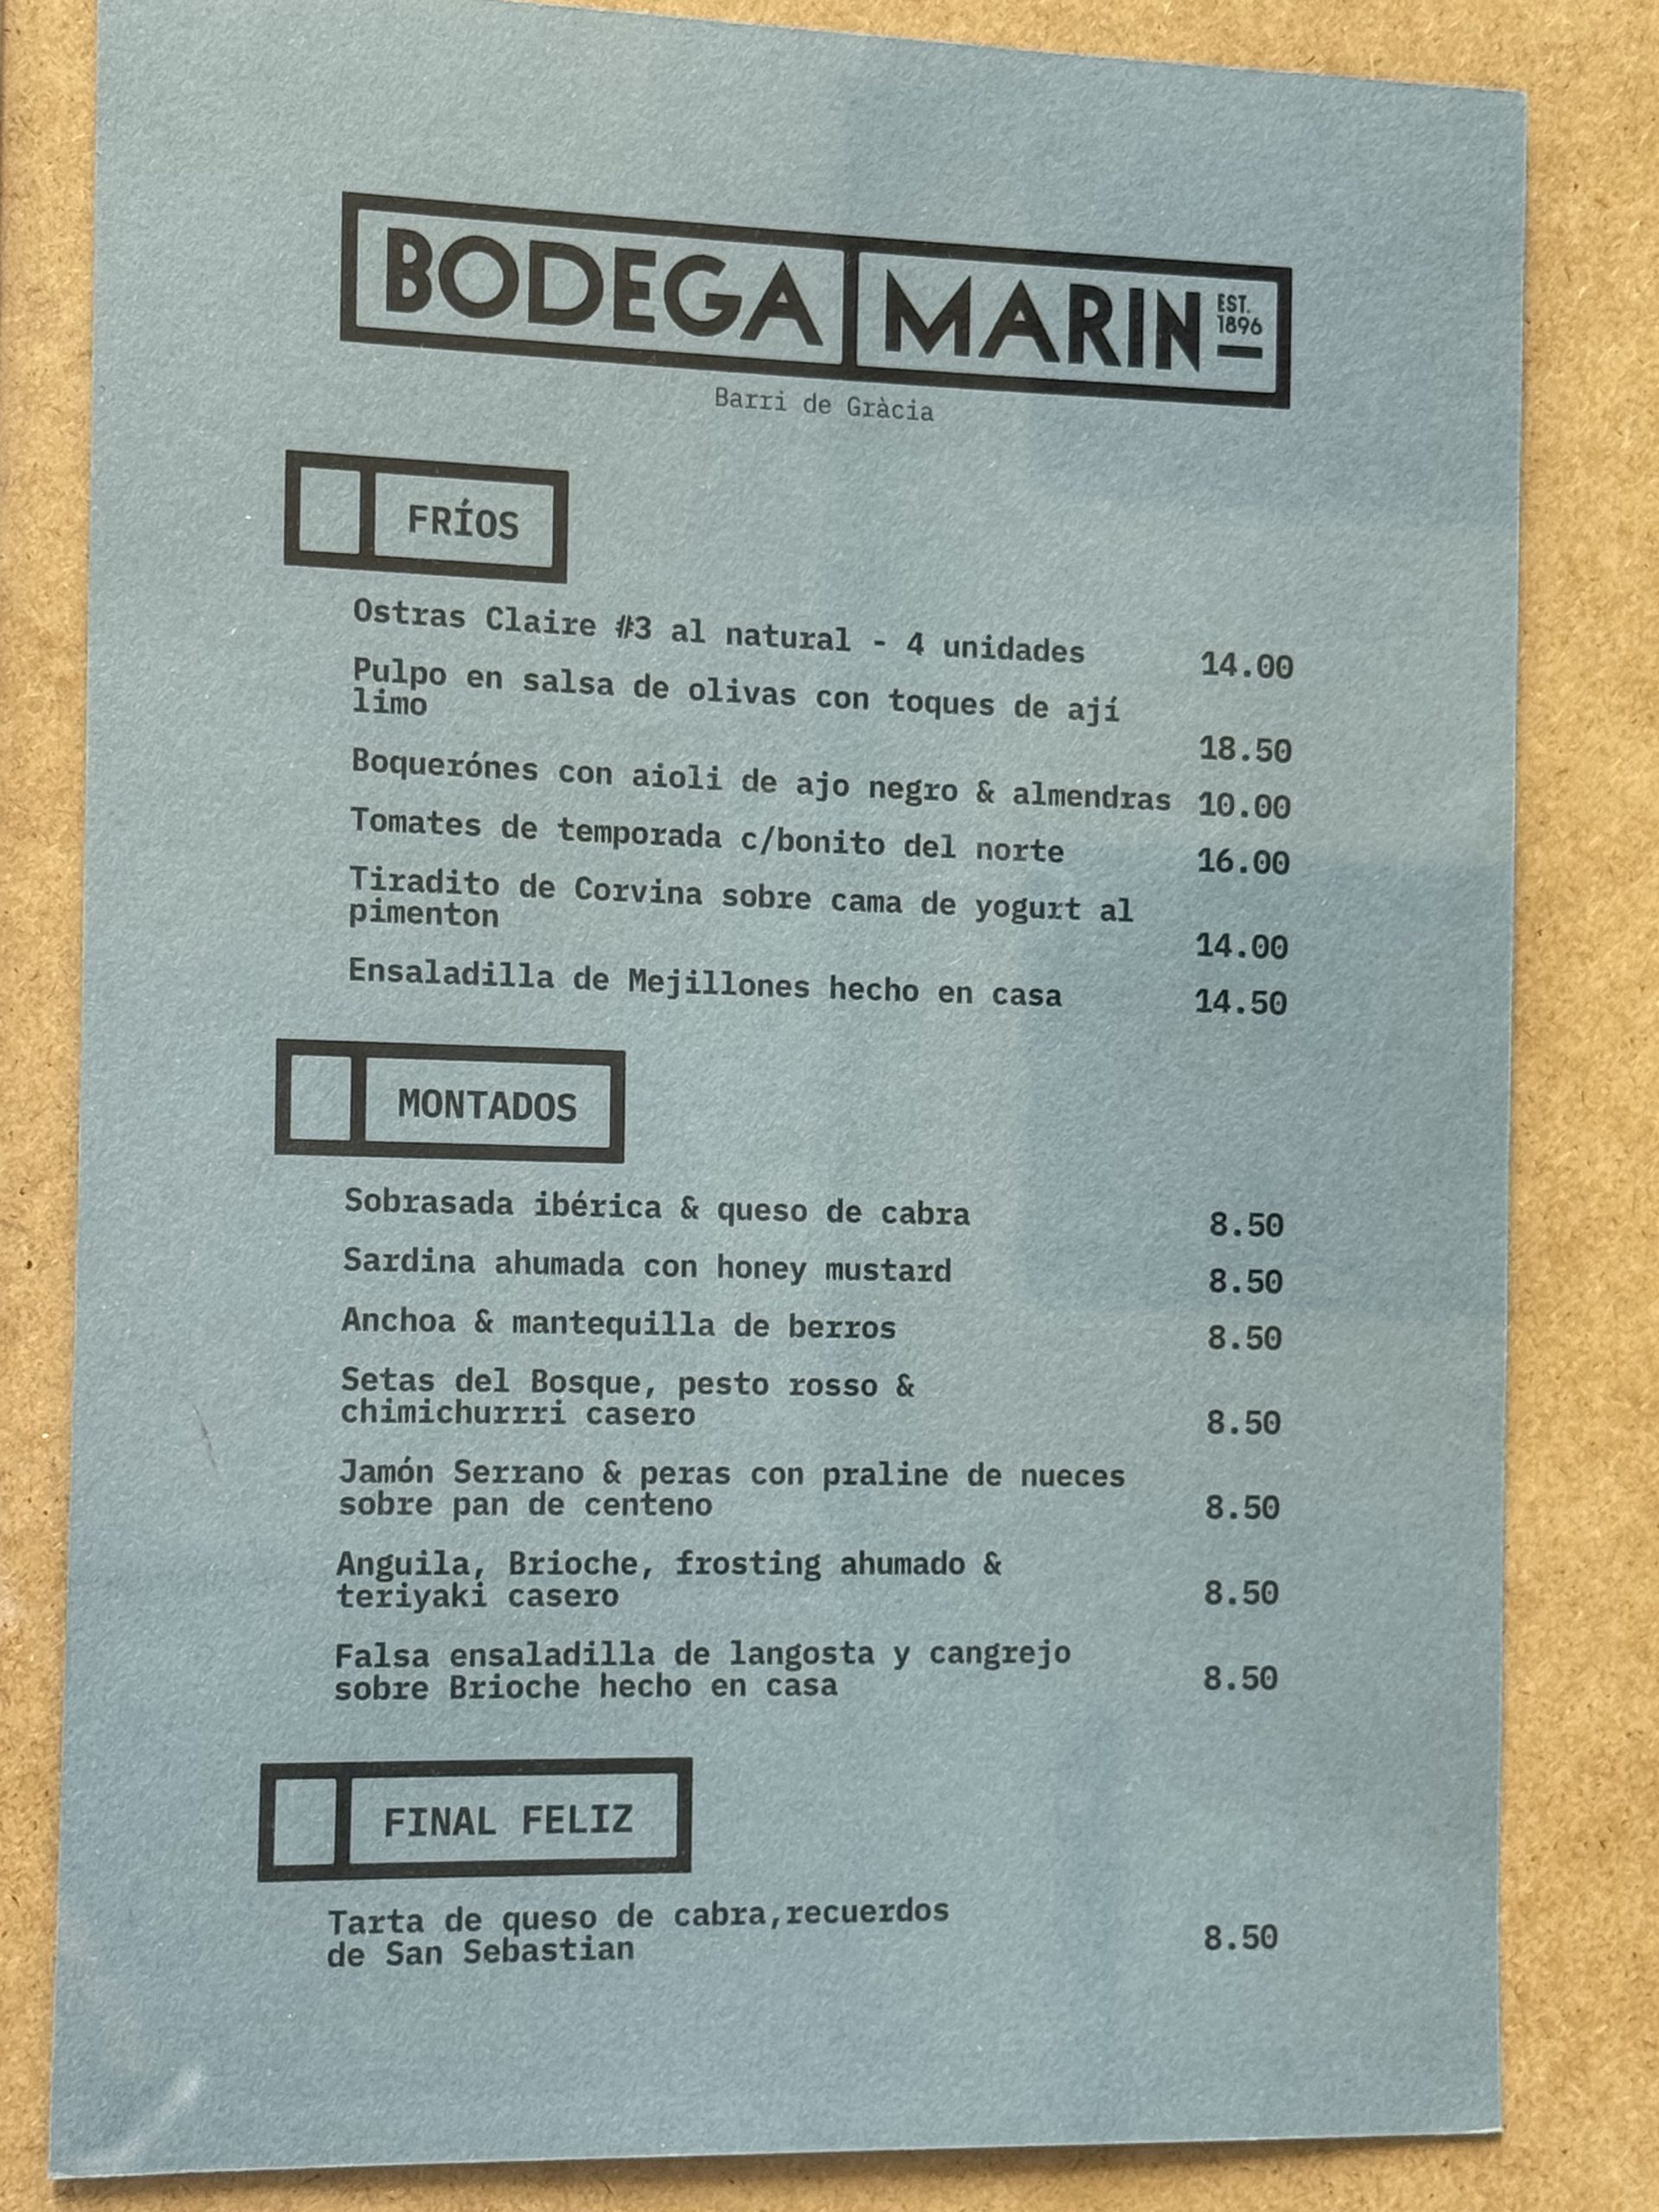 BODEGA MARIN EST. 1896
Barri de Gràcia
FRÍOS
Ostras Claire #3 al natural - 4 unidades 14.00
Pulpo en salsa de olivas con toques de ají
limo 18.50
Boquerónes con aioli de ajo negro & almendras 10.00
Tomates de temporada c/bonito del norte 16.00
Tiradito de Corvina sobre cama de yogurt al
pimenton 14.00
Ensaladilla de Mejillones hecho en casa 14.50
MONTADOS
Sobrasada ibérica & queso de cabra 8.50
Sardina ahumada con honey mustard 8.50
Anchoa & mantequilla de berros 8.50
Setas del Bosque, pesto rosso &
chimichurrri casero 8.50
Jamón Serrano & peras con praline de nueces
sobre pan de centeno 8.50
Anguila, Brioche, frosting ahumado &
teriyaki casero 8.50
Falsa ensaladilla de langosta y cangrejo
sobre Brioche hecho en casa 8.50
FINAL FELIZ
Tarta de queso de cabra,recuerdos
de San Sebastian 8.50